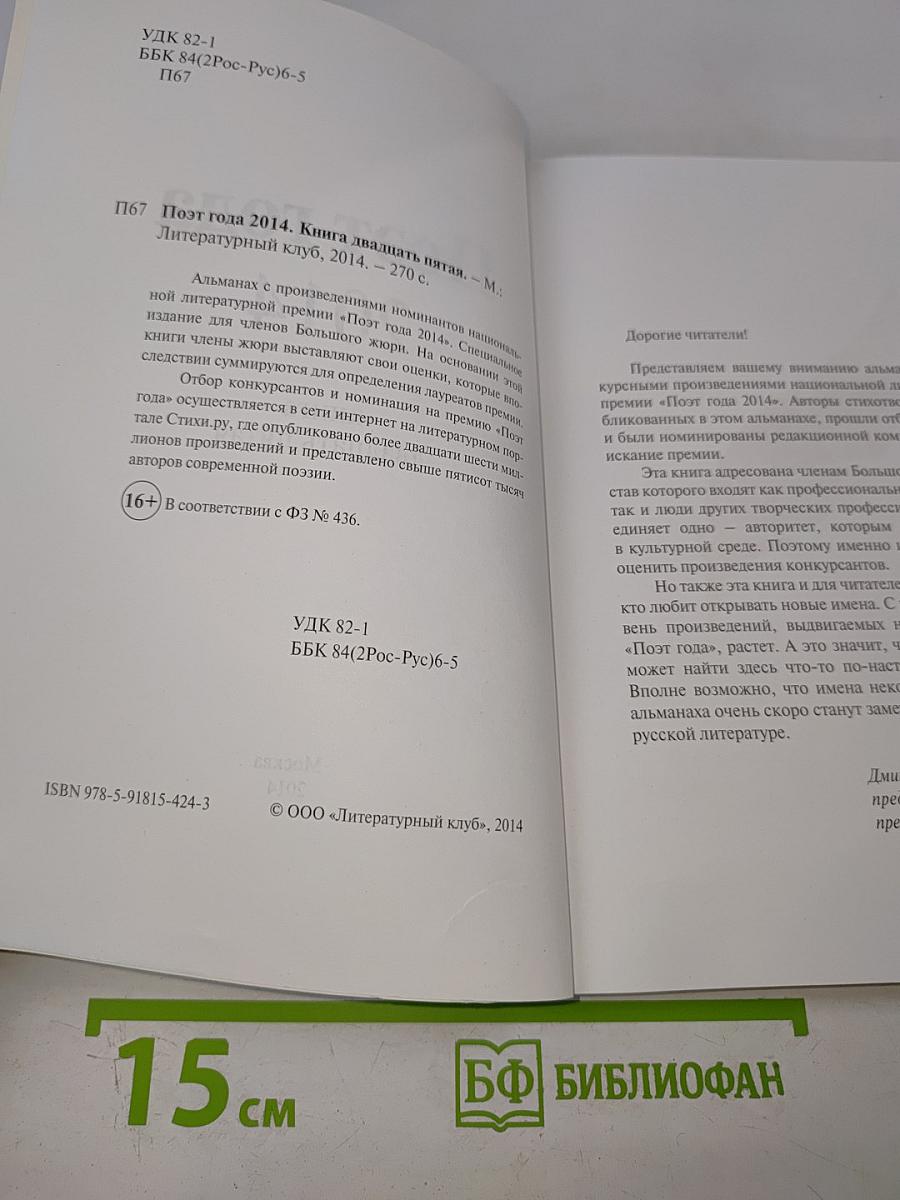 УДК 82-1
ББК 84(2Рос-Рус)6-5
П67
П67 Поэт года 2014. Книга двадцать пятая. – М.:
Литературный клуб, 2014. – 270 с.
Альманах с произведениями номинантов националь-
ной литературной премии «Поэт года 2014». Специальное
издание для членов Большого жюри. На основании этой
книги члены жюри выставляют свои оценки, которые впо-
следствии суммируются для определения лауреатов премии.
Отбор конкурсантов и номинация на премию «Поэт
года» осуществляется в сети интернет на литературном пор-
тале Стихи.ру, где опубликовано более двадцати шести мил-
лионов произведений и представлено свыше пятисот тысяч
авторов современной поэзии.
16+ В соответствии с ФЗ № 436.
УДК 82-1
ББК 84(2Рос-Рус)6-5
Москва
2014
ISBN 978-5-91815-424-3
© ООО «Литературный клуб», 2014
Дорогие читатели!
Представляем вашему вниманию альма
курсными произведениями национальной ли
премии «Поэт года 2014». Авторы стихотво
бликованных в этом альманахе, прошли отб
и были номинированы редакционной ком
искание премии.
Эта книга адресована членам Большо
став которого входят как профессиональн
так и люди других творческих професси
единяет одно – авторитет, которым
в культурной среде. Поэтому именно
оценить произведения конкурсантов.
Но также эта книга и для читателе
кто любит открывать новые имена. С
вень произведений, выдвигаемых н
«Поэт года», растет. А это значит, ч
может найти здесь что-то по-наст
Вполне возможно, что имена неко
альманаха очень скоро станут заме
русской литературе.
Дми
пред
пре
15 см
БФ БИБЛИОФАН